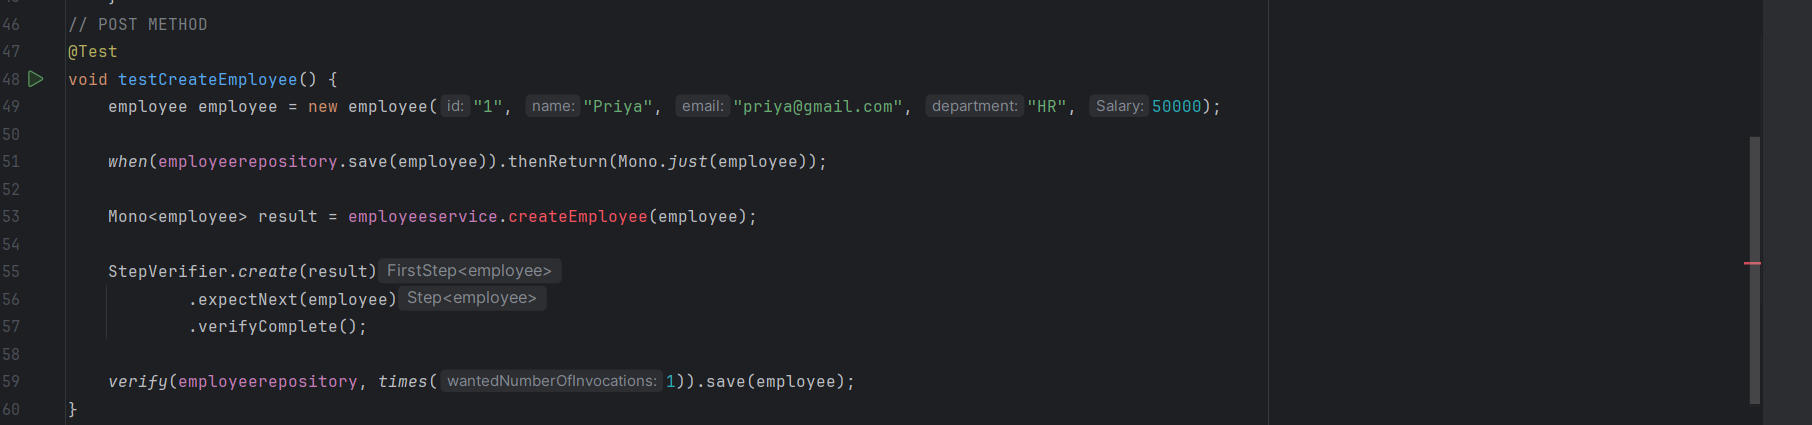 46 // POST METHOD
47 @Test
48 void testCreateEmployee() {
49 employee employee = new employee( id: "1", name: "Priya", email: "priya@gmail.com", department: "HR", Salary: 50000);
50
51 when(employeerepository.save(employee)).thenReturn(Mono.just(employee));
52
53 Mono<employee> result = employeeservice.createEmployee(employee);
54
55 StepVerifier.create(result) FirstStep<employee>
56 .expectNext(employee) Step<employee>
57 .verifyComplete();
58
59 verify(employeerepository, times( wantedNumberOfInvocations: 1)).save(employee);
60 }